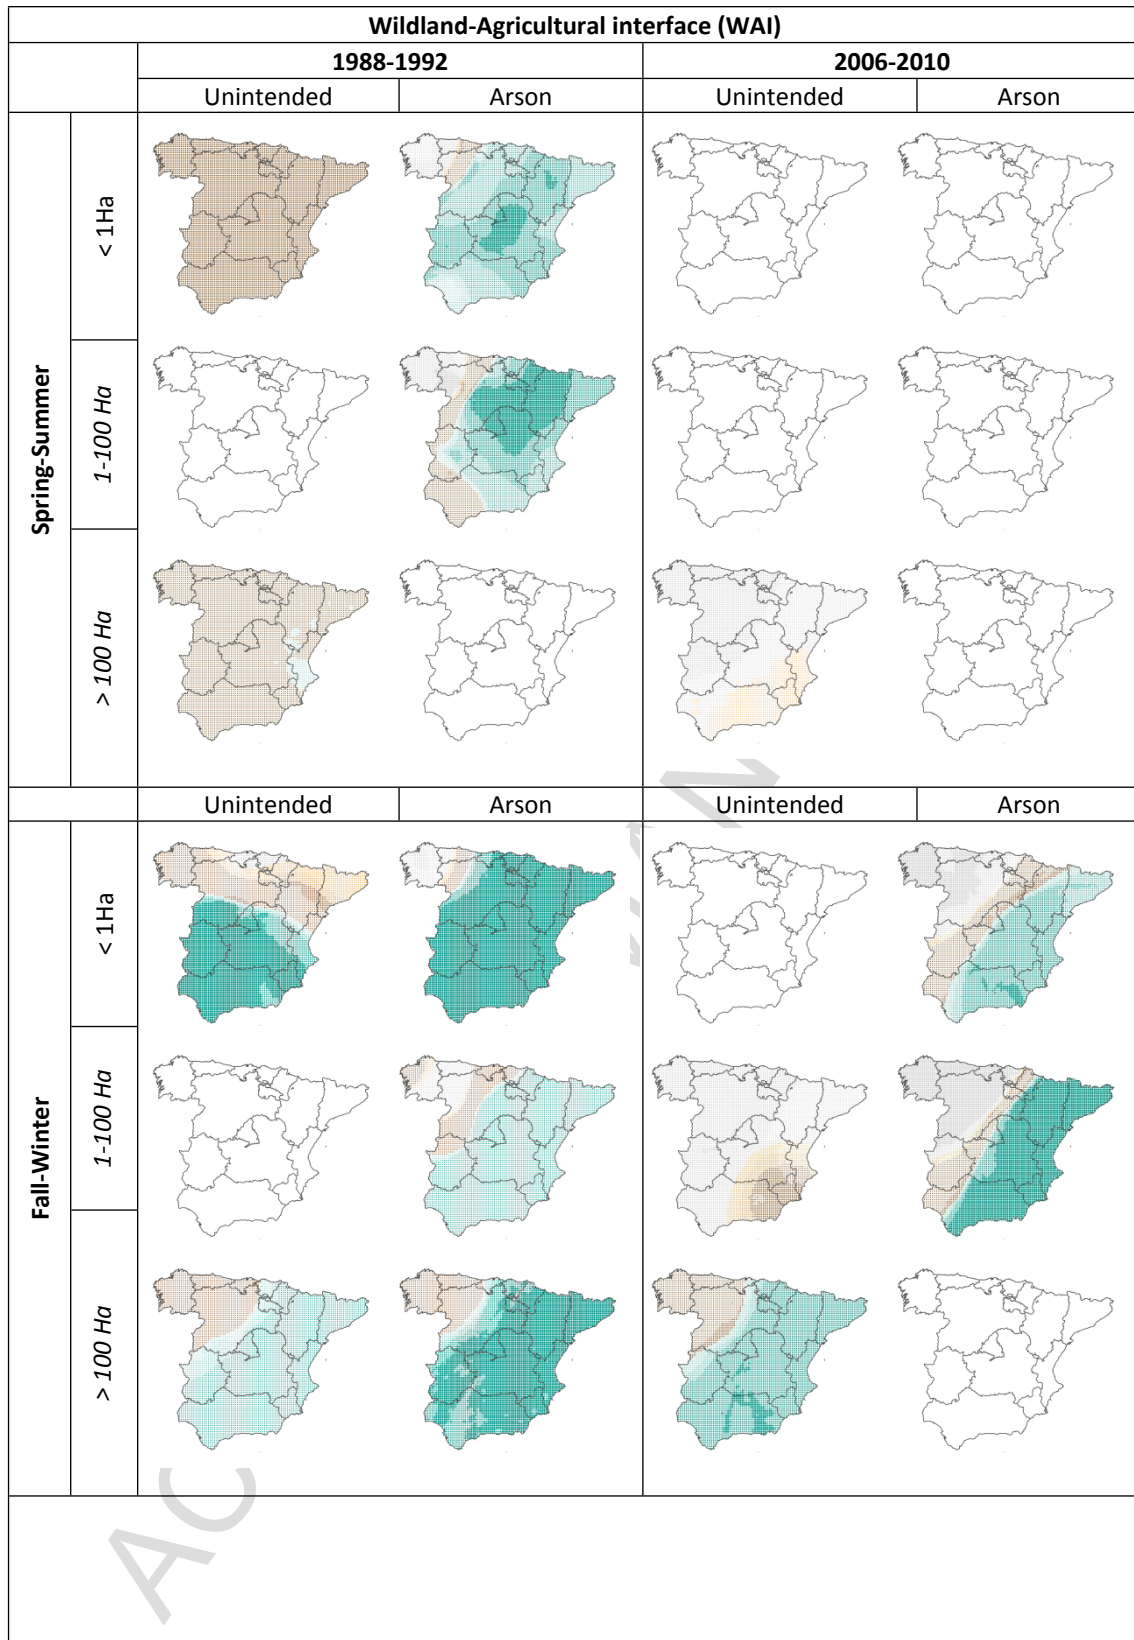 Wildland-Agricultural interface (WAI)
1988-1992 2006-2010
Unintended Arson Unintended Arson
Spring-Summer
< 1Ha
1-100 Ha
> 100 Ha
Unintended Arson Unintended Arson
Fall-Winter
< 1Ha
1-100 Ha
> 100 Ha